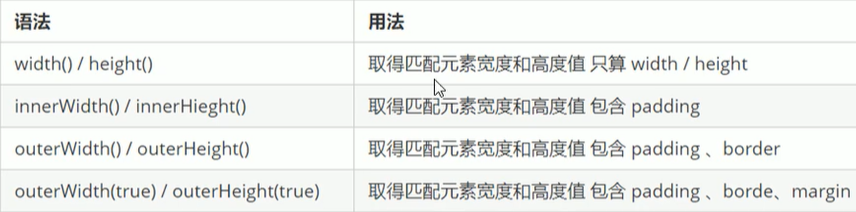 语法 用法
width() / height() 取得匹配元素宽度和高度值 只算 width / height
innerWidth() / innerHieght() 取得匹配元素宽度和高度值 包含 padding
outerWidth() / outerHeight() 取得匹配元素宽度和高度值 包含 padding 、border
outerWidth(true) / outerHeight(true) 取得匹配元素宽度和高度值 包含 padding 、borde、margin